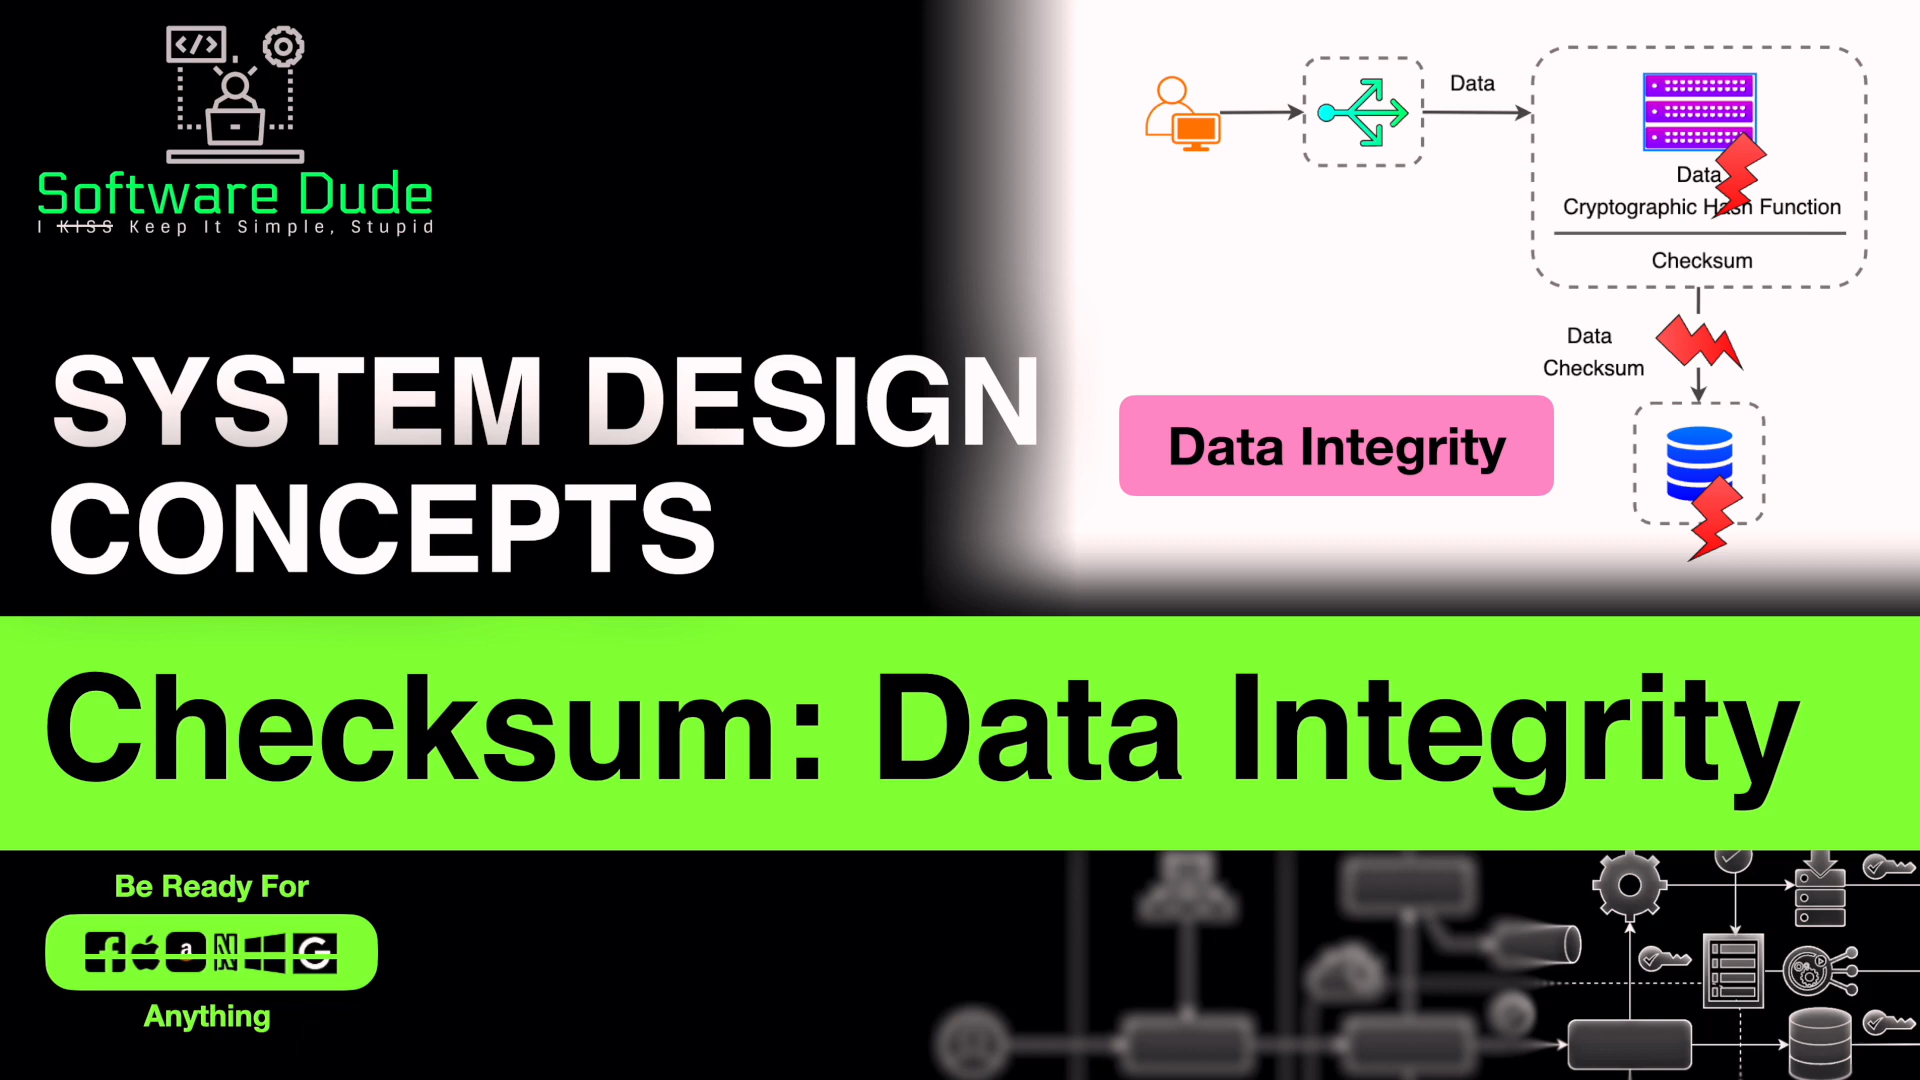 </>
Software Dude
I KISS Keep It Simple, Stupid
SYSTEM DESIGN
CONCEPTS
Data
Data
Cryptographic Hash Function
Checksum
Data
Checksum
Data Integrity
Checksum: Data Integrity
Be Ready For
f a N G
Anything